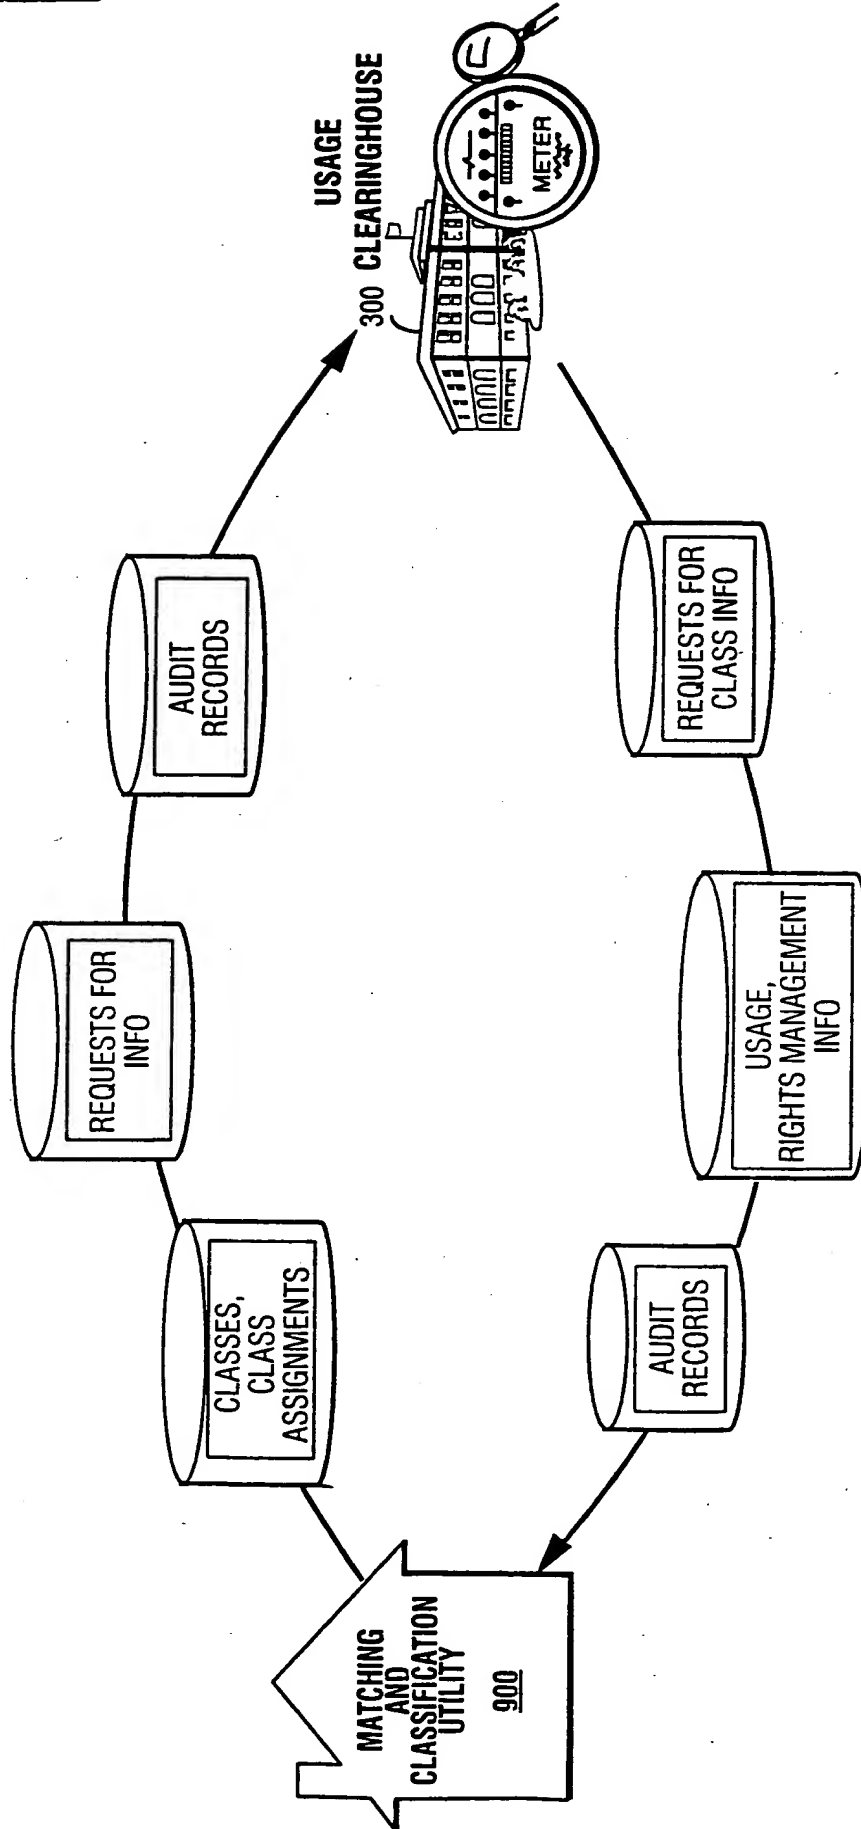 USAGE
CLEARINGHOUSE
300
METER
AUDIT
RECORDS
REQUESTS FOR
INFO
CLASSES,
CLASS
ASSIGNMENTS
MATCHING
AND
CLASSIFICATION
UTILITY
900
AUDIT
RECORDS
USAGE,
RIGHTS MANAGEMENT
INFO
REQUESTS FOR
CLASS INFO